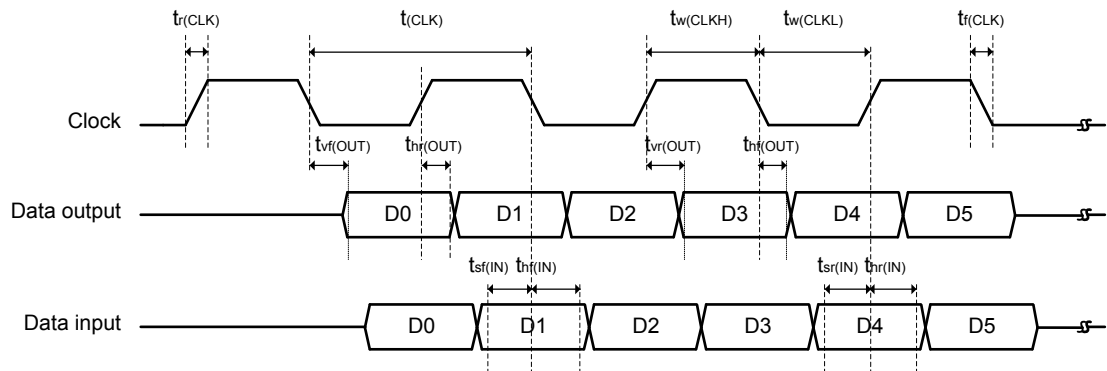 tr(CLK) t(CLK) tw(CLKH) tw(CLKL) tf(CLK)
Clock
tvf(OUT) thr(OUT) tvr(OUT) thf(OUT)
Data output D0 D1 D2 D3 D4 D5
tsf(IN) thf(IN) tsr(IN) thr(IN)
Data input D0 D1 D2 D3 D4 D5